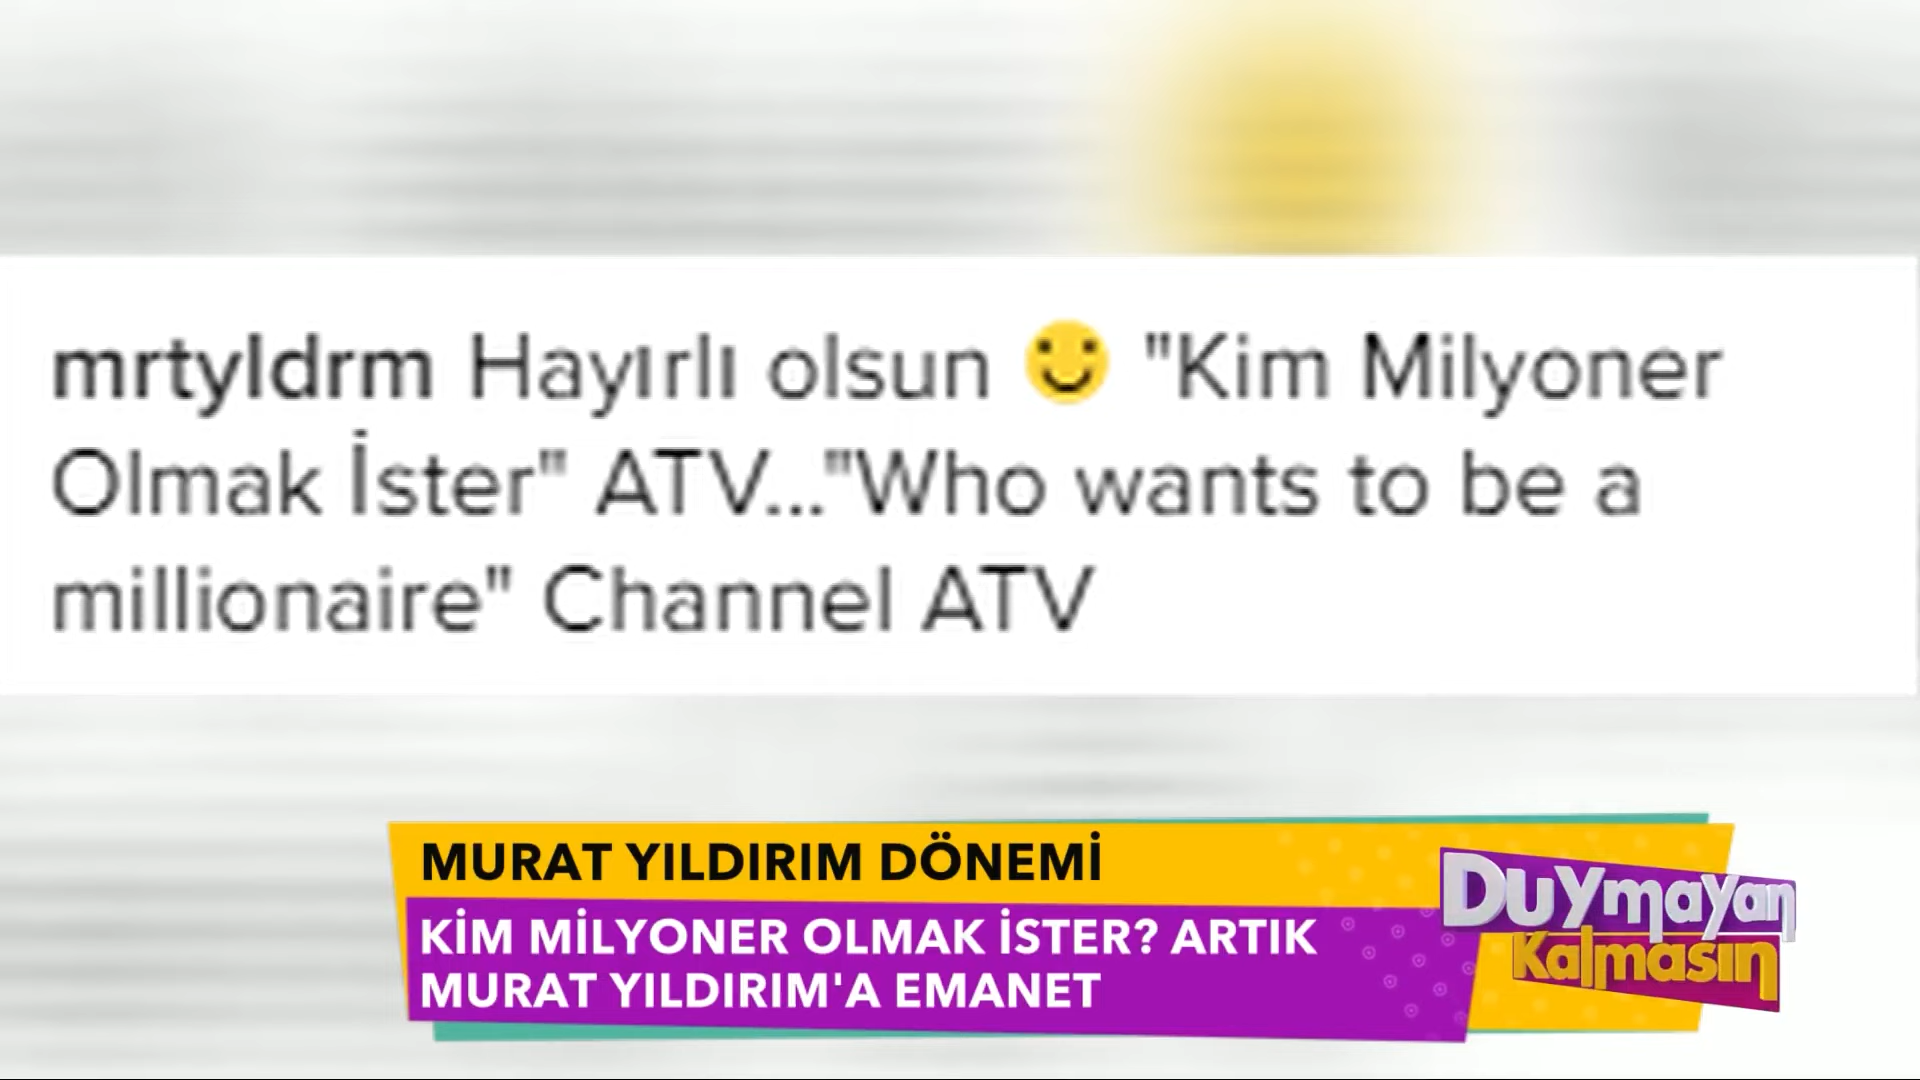 mrtyldrm Hayırlı olsun 🙂 "Kim Milyoner
Olmak İster" ATV..."Who wants to be a
millionaire" Channel ATV
MURAT YILDIRIM DÖNEMİ
KİM MİLYONER OLMAK İSTER? ARTIK
MURAT YILDIRIM'A EMANET
Duymayan
Kalmasın